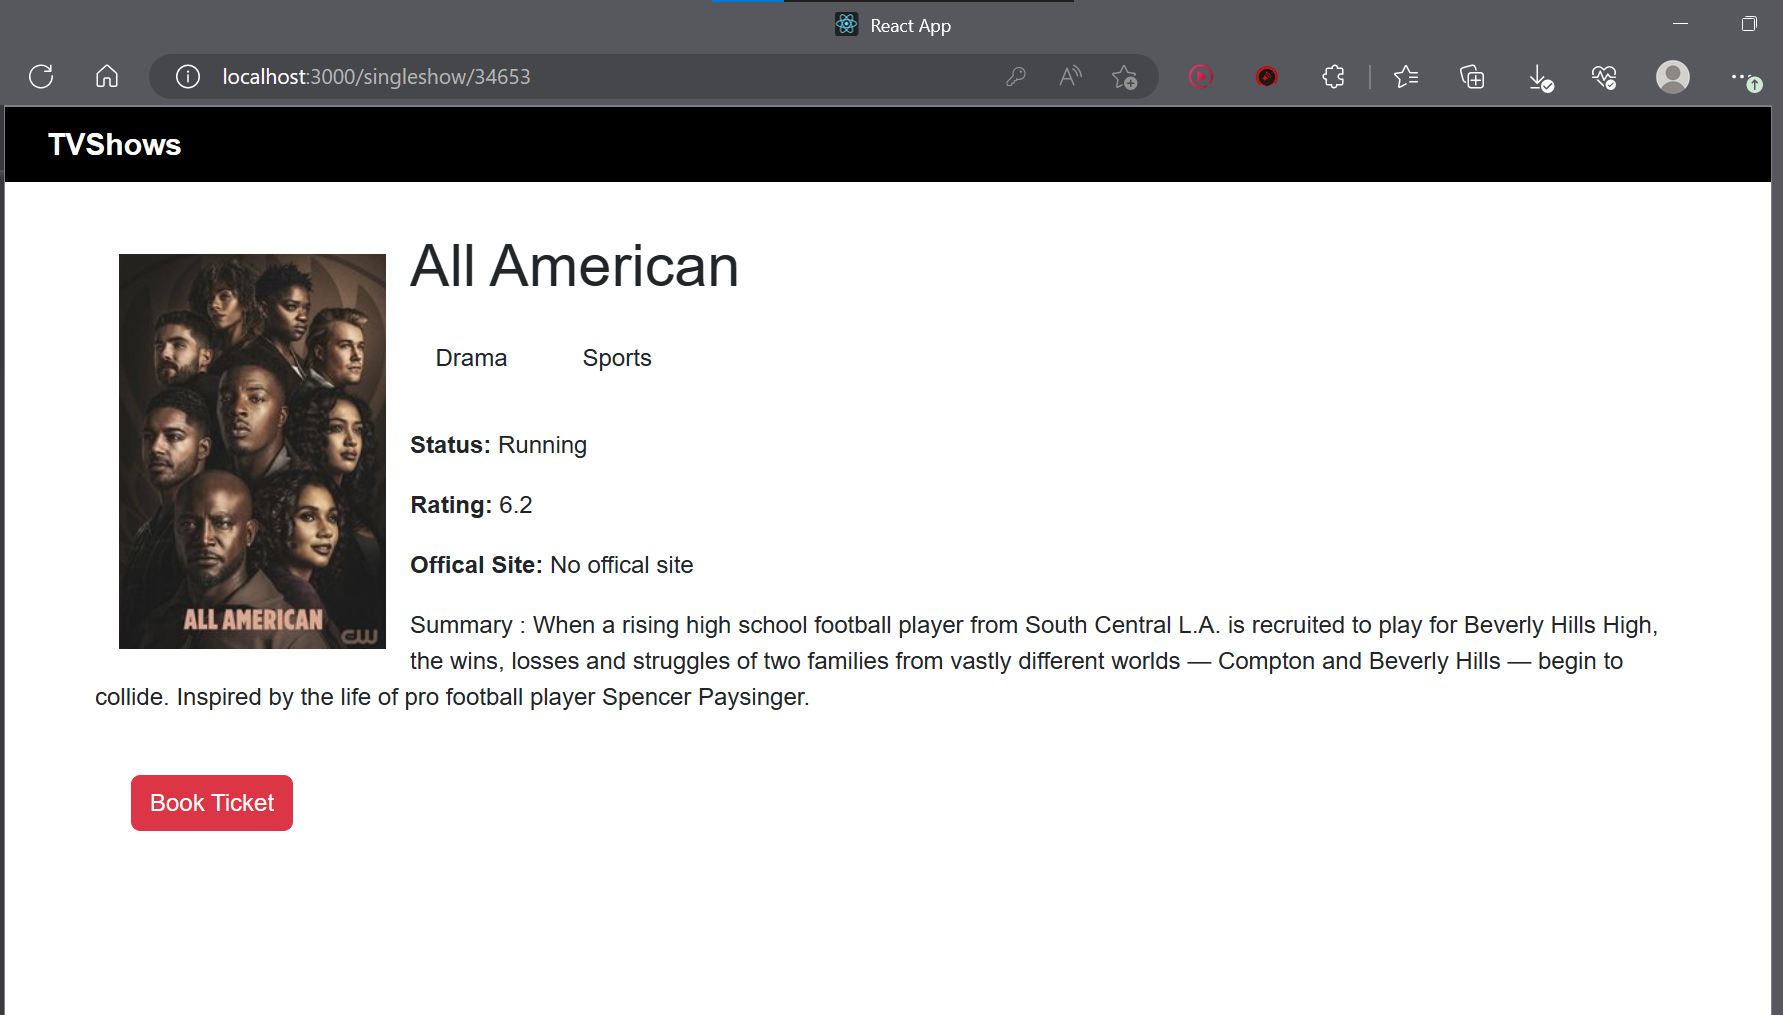 React App
localhost:3000/singleshow/34653
TVShows
All American
Drama Sports
Status: Running
Rating: 6.2
Offical Site: No offical site
Summary : When a rising high school football player from South Central L.A. is recruited to play for Beverly Hills High,
the wins, losses and struggles of two families from vastly different worlds — Compton and Beverly Hills — begin to
collide. Inspired by the life of pro football player Spencer Paysinger.
ALL AMERICAN
CW
Book Ticket